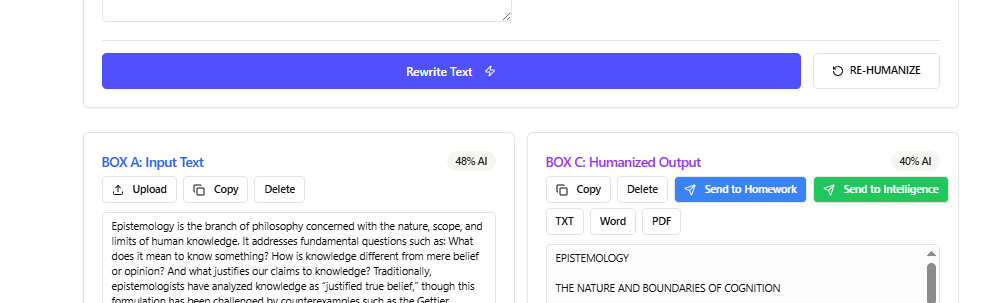 Rewrite Text
RE-HUMANIZE
BOX A: Input Text
48% AI
Upload
Copy
Delete
Epistemology is the branch of philosophy concerned with the nature, scope, and
limits of human knowledge. It addresses fundamental questions such as: What
does it mean to know something? How is knowledge different from mere belief
or opinion? And what justifies our claims to knowledge? Traditionally,
epistemologists have analyzed knowledge as “justified true belief,” though this
formulation has been challenged by counterexamples such as the Gettier
BOX C: Humanized Output
40% AI
Copy
Delete
Send to Homework
Send to Intelligence
TXT
Word
PDF
EPISTEMOLOGY
THE NATURE AND BOUNDARIES OF COGNITION